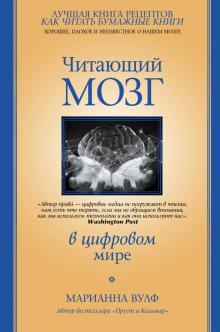 ЛУЧШАЯ КНИГА РЕЦЕПТОВ
КАК ЧИТАТЬ БУМАЖНЫЕ КНИГИ
ХОРОШЕЕ, ПЛОХОЕ И НЕИЗВЕСТНОЕ О НАШЕМ МОЗГЕ
Читающий
МОЗГ
«Автор права — цифровые медиа не погружают в чтение,
нам есть что терять, если мы не обращаем внимания,
как мы используем технологии и как они используют нас».
Washington Post
в цифровом
мире
МАРИАННА ВУЛФ
Автор бестселлера «Пруст и Кальмар»